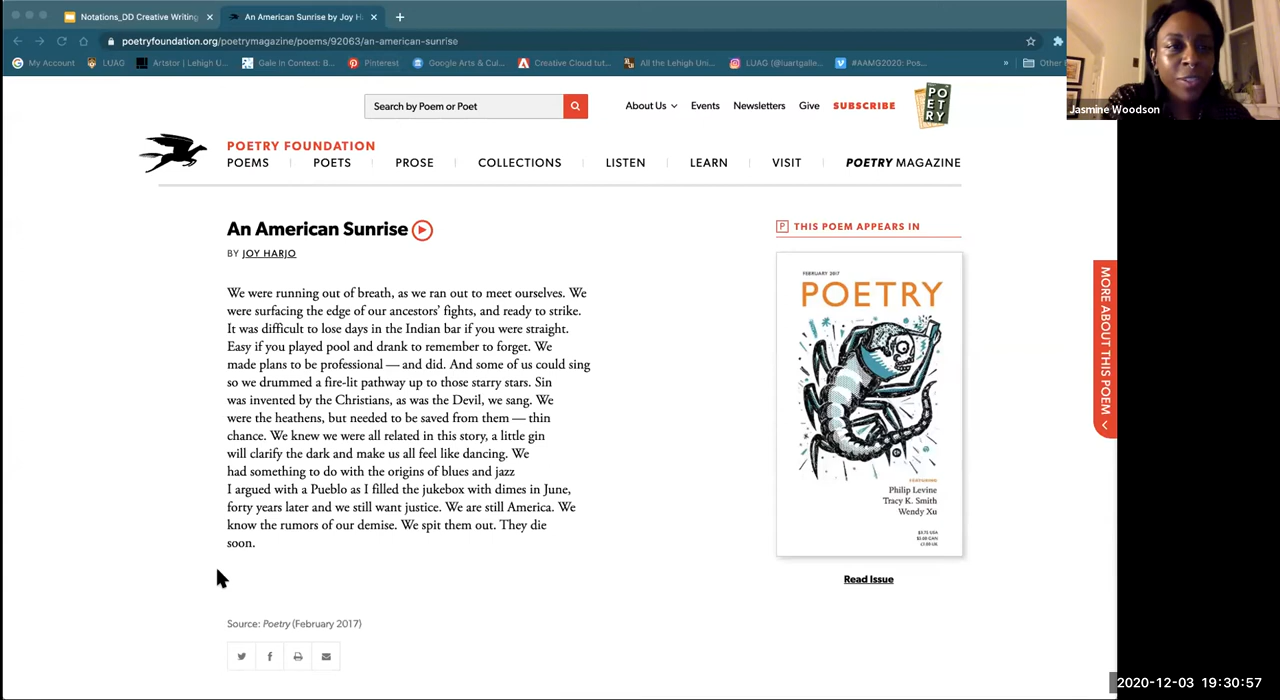 Notations_DD Creative Writing
An American Sunrise by Joy H
poetryfoundation.org/poetrymagazine/poems/92063/an-american-sunrise
My Account
LUAG
Artstor | Lehigh U...
Gale In Context: B...
Pinterest
Google Arts & Cul...
Creative Cloud tut...
All the Lehigh Uni...
LUAG (@luartgalle...
#AAMG2020: Pos...
»
Other
Jasmine Woodson
Search by Poem or Poet
About Us
Events
Newsletters
Give
SUBSCRIBE
POETRY
POETRY FOUNDATION
POEMS
POETS
PROSE
COLLECTIONS
LISTEN
LEARN
VISIT
POETRY MAGAZINE
An American Sunrise
BY JOY HARJO
We were running out of breath, as we ran out to meet ourselves. We
were surfacing the edge of our ancestors’ fights, and ready to strike.
It was difficult to lose days in the Indian bar if you were straight.
Easy if you played pool and drank to remember to forget. We
made plans to be professional — and did. And some of us could sing
so we drummed a fire-lit pathway up to those starry stars. Sin
was invented by the Christians, as was the Devil, we sang. We
were the heathens, but needed to be saved from them — thin
chance. We knew we were all related in this story, a little gin
will clarify the dark and make us all feel like dancing. We
had something to do with the origins of blues and jazz
I argued with a Pueblo as I filled the jukebox with dimes in June,
forty years later and we still want justice. We are still America. We
know the rumors of our demise. We spit them out. They die
soon.
Source: Poetry (February 2017)
P THIS POEM APPEARS IN
FEBRUARY 2017
POETRY
FEATURING
Philip Levine
Tracy K. Smith
Wendy Xu
Read Issue
MORE ABOUT THIS POEM
2020-12-03 19:30:57